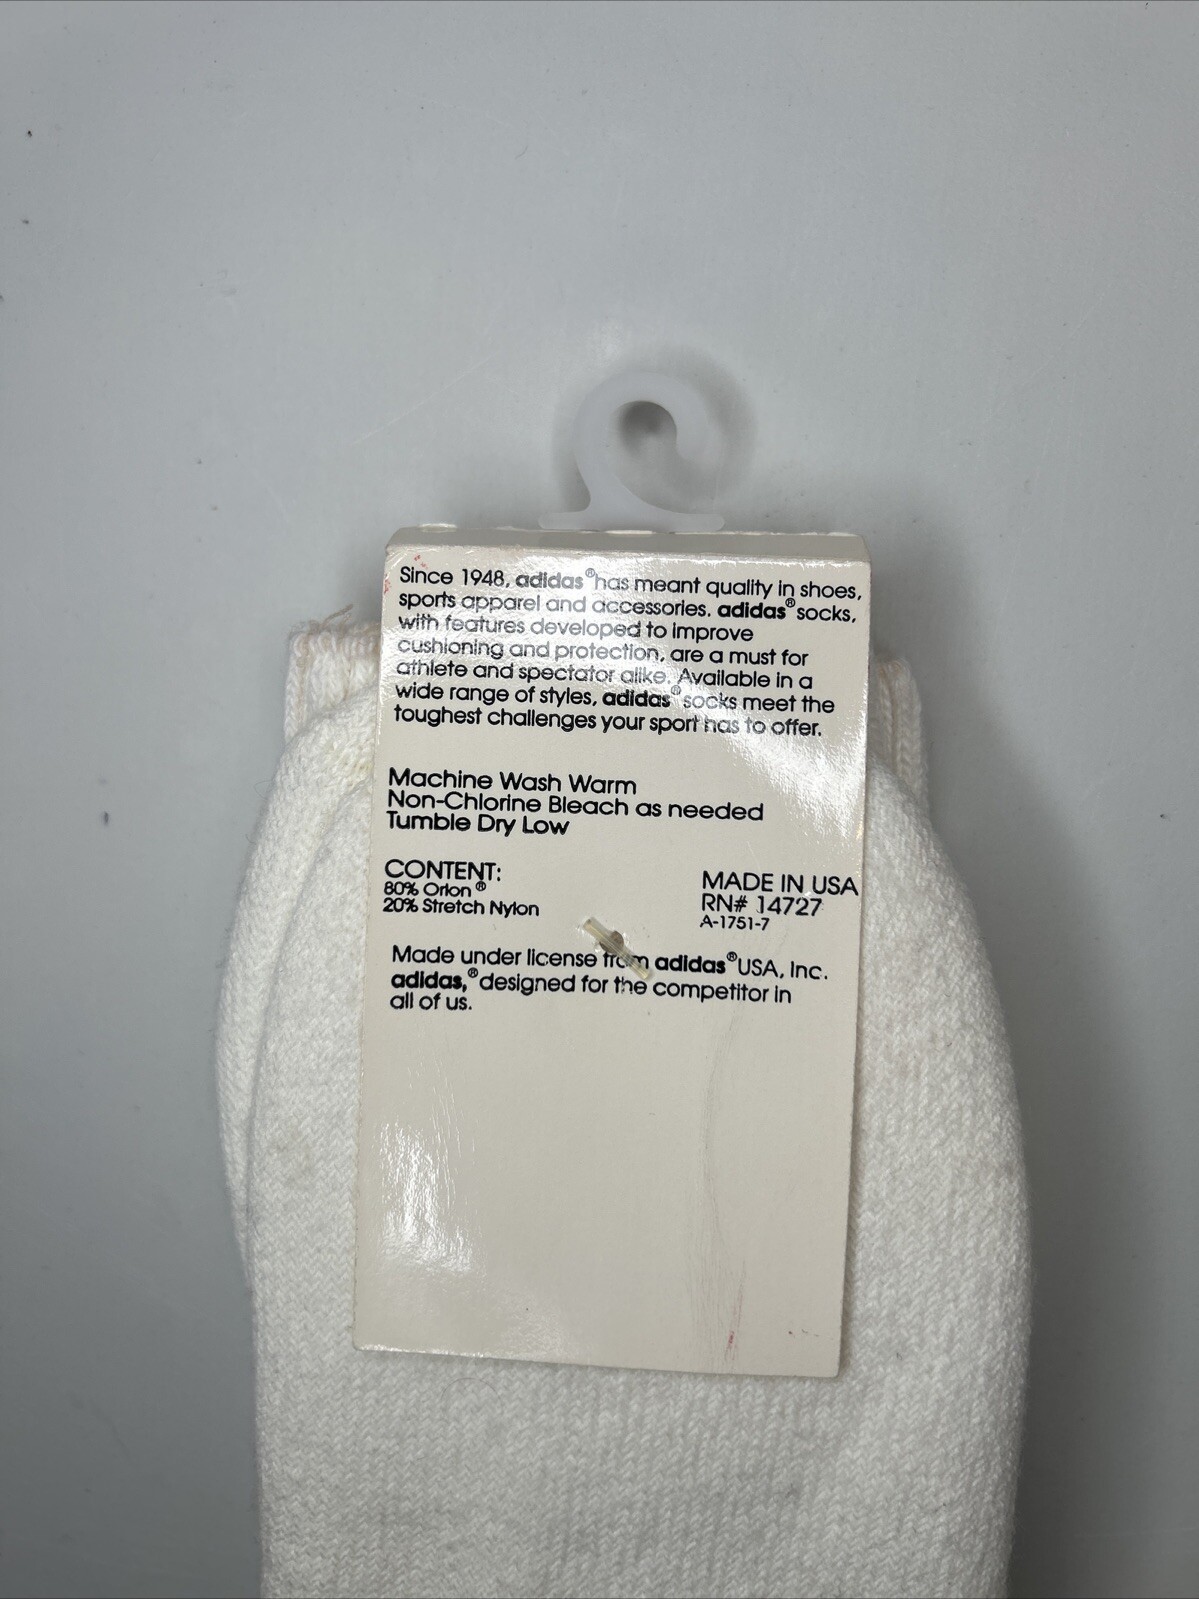 Since 1948, adidas® has meant quality in shoes,
sports apparel and accessories. adidas® socks,
with features developed to improve
cushioning and protection, are a must for
athlete and spectator alike. Available in a
wide range of styles, adidas® socks meet the
toughest challenges your sport has to offer.
Machine Wash Warm
Non-Chlorine Bleach as needed
Tumble Dry Low
CONTENT:
80% Orlon®
20% Stretch Nylon
MADE IN USA
RN# 14727
A-1751-7
Made under license from adidas® USA, Inc.
adidas,® designed for the competitor in
all of us.